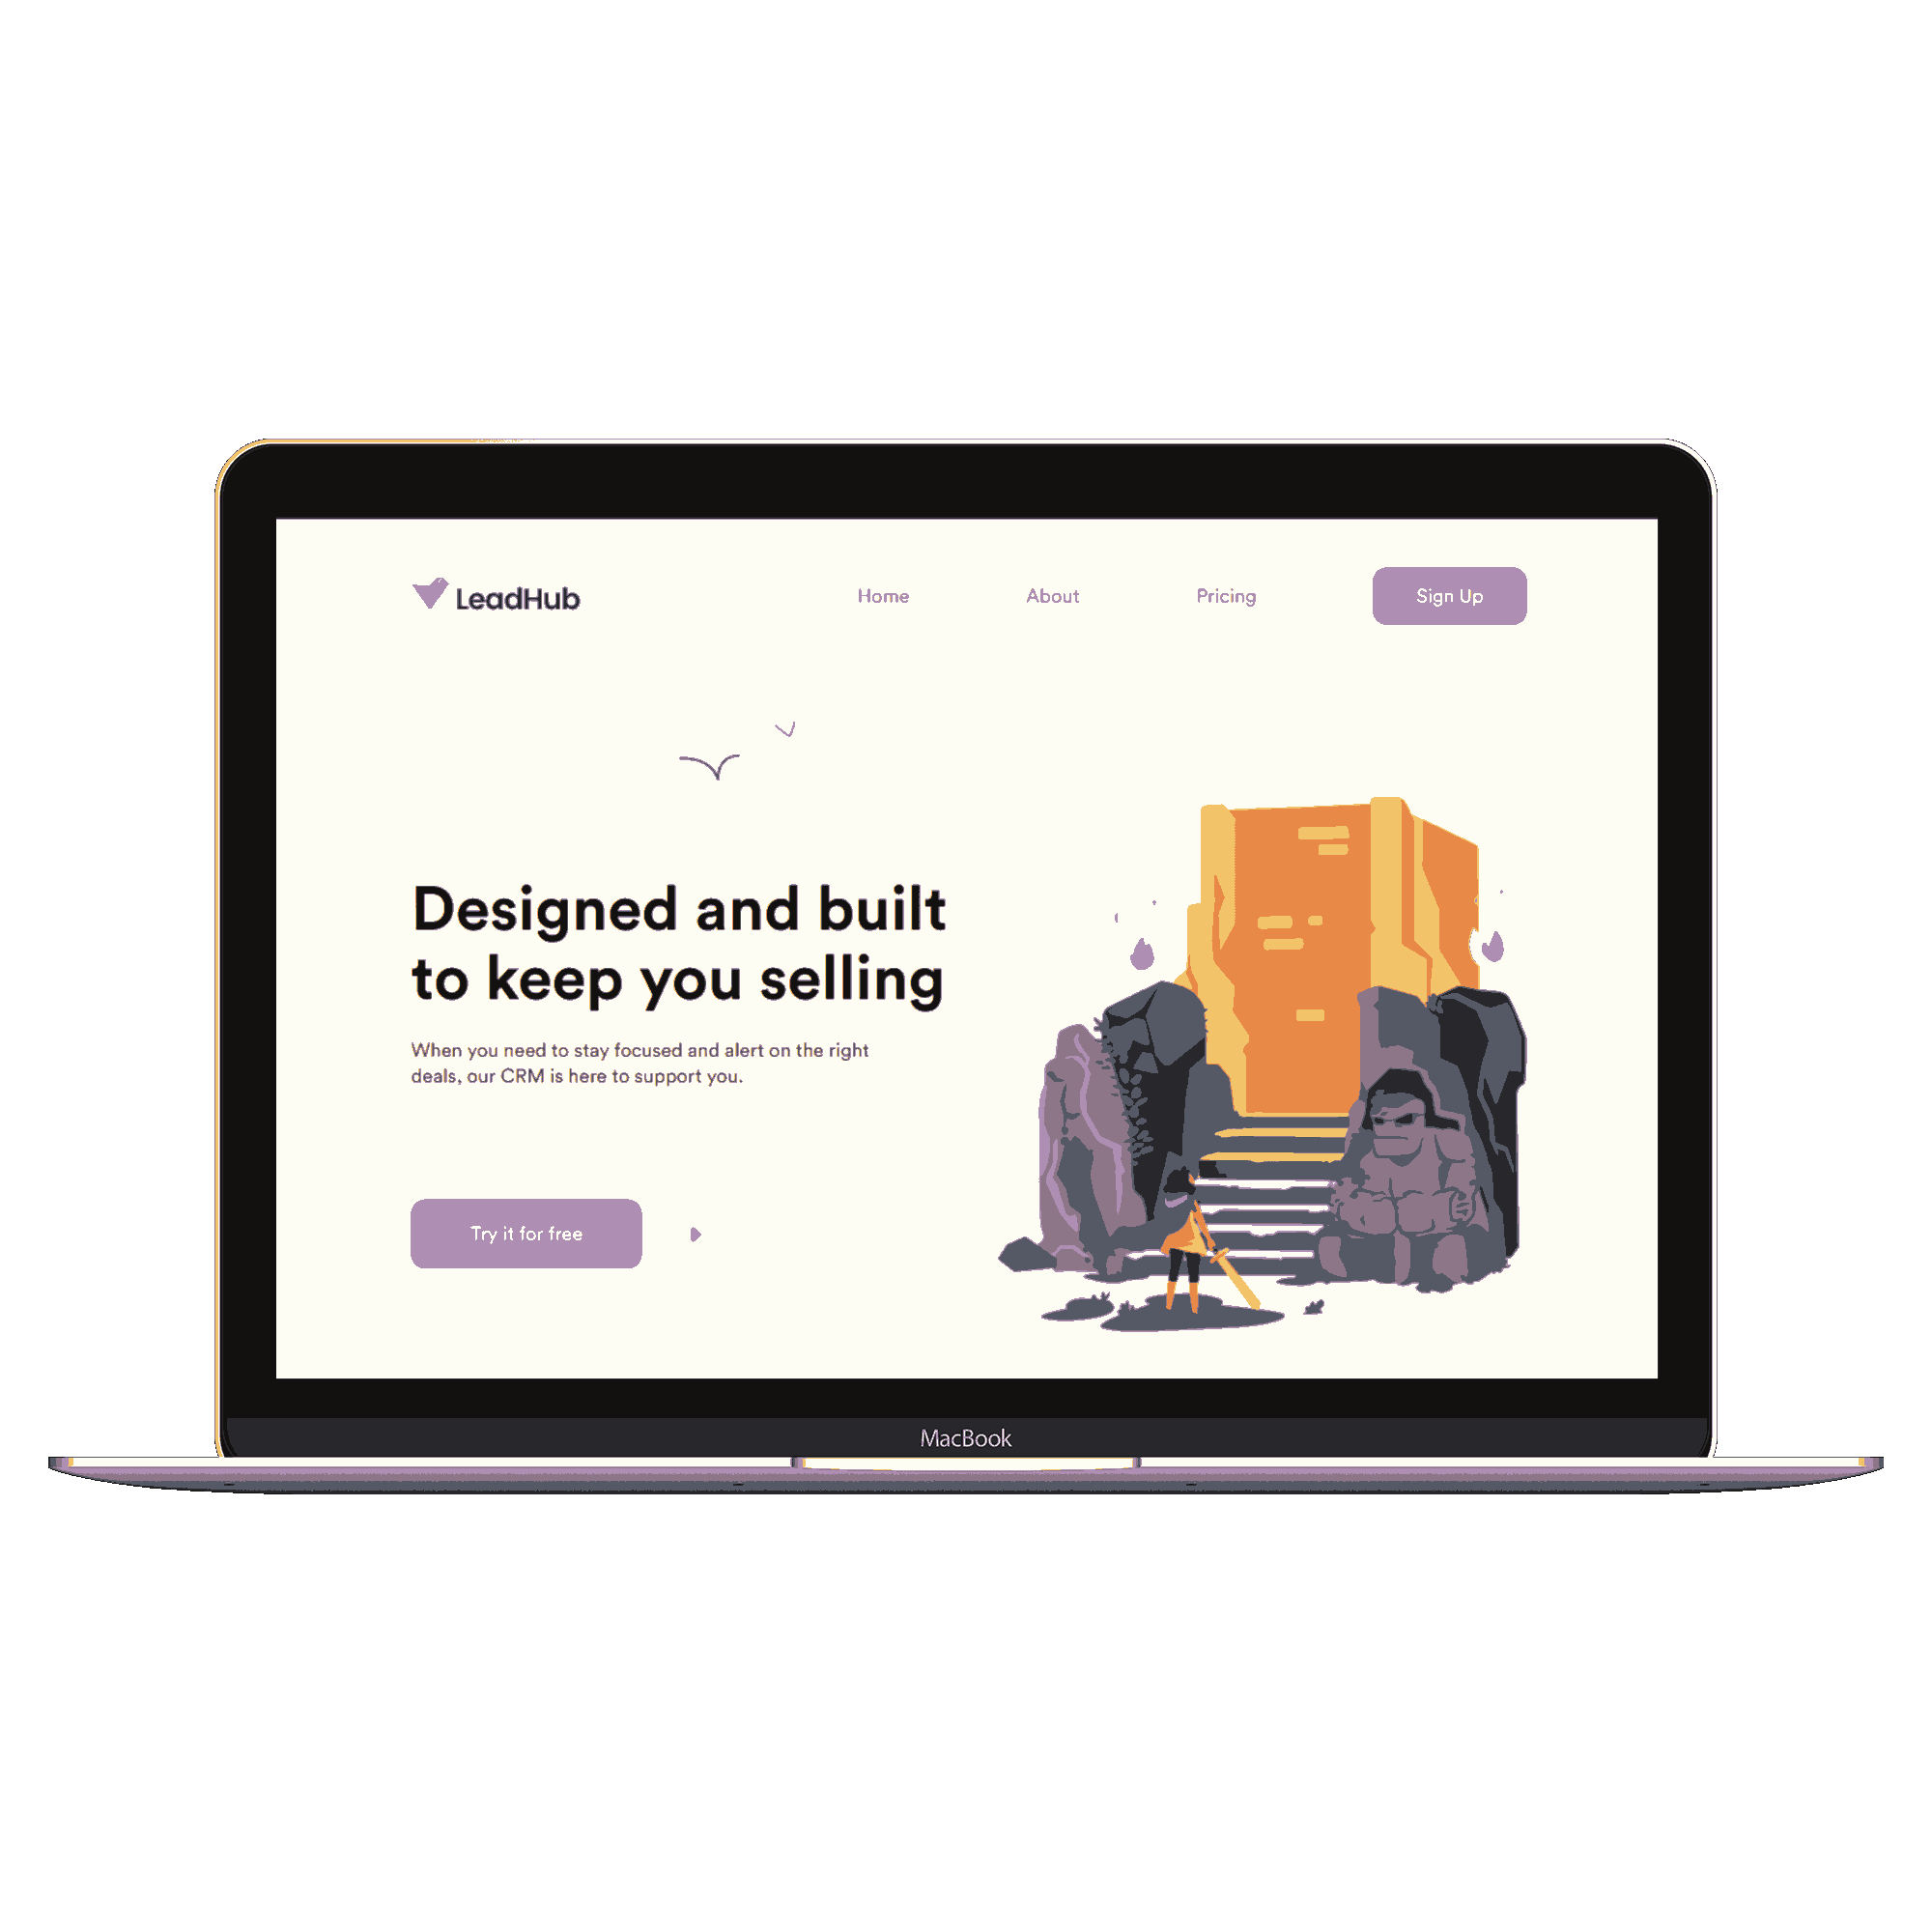 LeadHub
Home
About
Pricing
Sign Up
Designed and built
to keep you selling
When you need to stay focused and alert on the right
deals, our CRM is here to support you.
Try it for free
MacBook